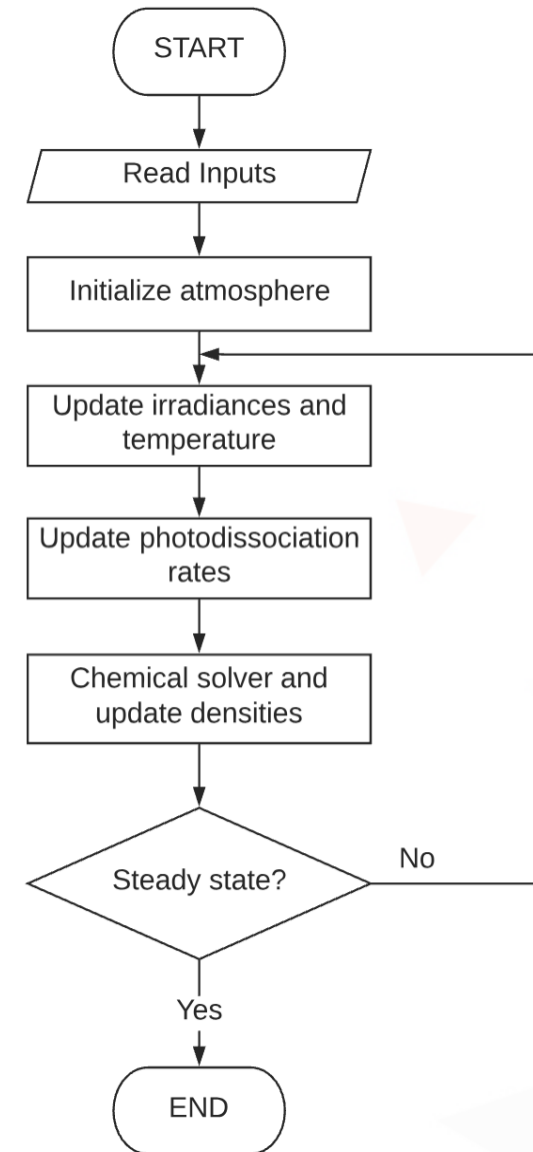 START
Read Inputs
Initialize atmosphere
Update irradiances and
temperature
Update photodissociation
rates
Chemical solver and
update densities
Steady state?
No
Yes
END